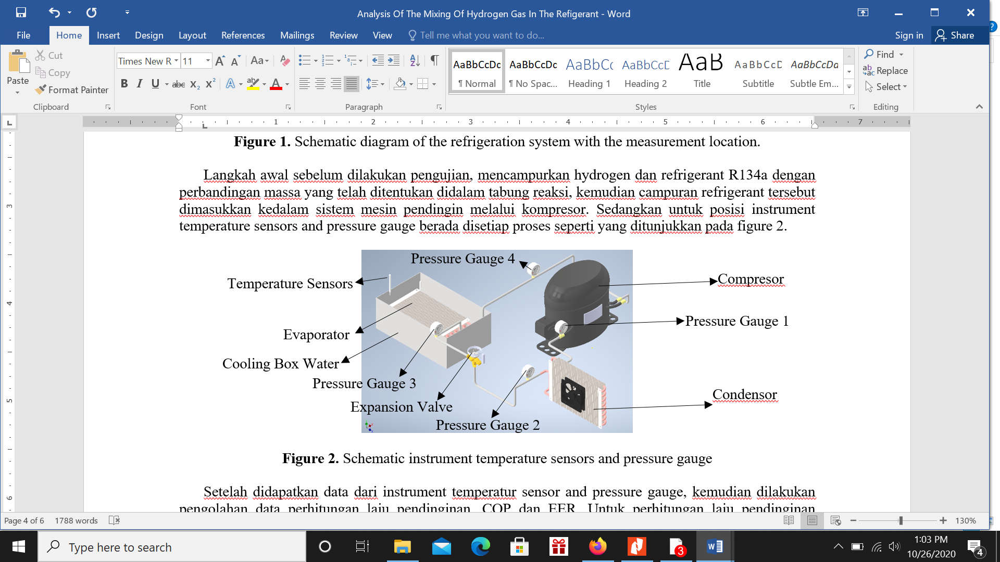 Analysis Of The Mixing Of Hydrogen Gas In The Refigerant - Word
File Home Insert Design Layout References Mailings Review View Tell me what you want to do... Sign in Share
Paste
Cut
Copy
Format Painter
Clipboard
Times New R 11
Font
Paragraph
AaBbCcDc AaBbCcDc AaBbCc AaBbCcD AaB AaBbCcD AaBbCcDa
¶ Normal ¶ No Spac... Heading 1 Heading 2 Title Subtitle Subtle Em...
Styles
Find
Replace
Select
Editing
1 2 3 4 5 6 7
Figure 1. Schematic diagram of the refrigeration system with the measurement location.
Langkah awal sebelum dilakukan pengujian, mencampurkan hydrogen dan refrigerant R134a dengan
perbandingan massa yang telah ditentukan didalam tabung reaksi, kemudian campuran refrigerant tersebut
dimasukkan kedalam sistem mesin pendingin melalui kompresor. Sedangkan untuk posisi instrument
temperature sensors and pressure gauge berada disetiap proses seperti yang ditunjukkan pada figure 2.
Pressure Gauge 4
Temperature Sensors
Compresor
Pressure Gauge 1
Evaporator
Cooling Box Water
Pressure Gauge 3
Condensor
Expansion Valve
Pressure Gauge 2
Figure 2. Schematic instrument temperature sensors and pressure gauge
Setelah didapatkan data dari instrument temperatur sensor and pressure gauge, kemudian dilakukan
pengolahan data perhitungan laju pendinginan, COP dan EER. Untuk perhitungan laju pendinginan
3
4
5
6
Page 4 of 6 1788 words 130%
Type here to search
3
1:03 PM
10/26/2020
4